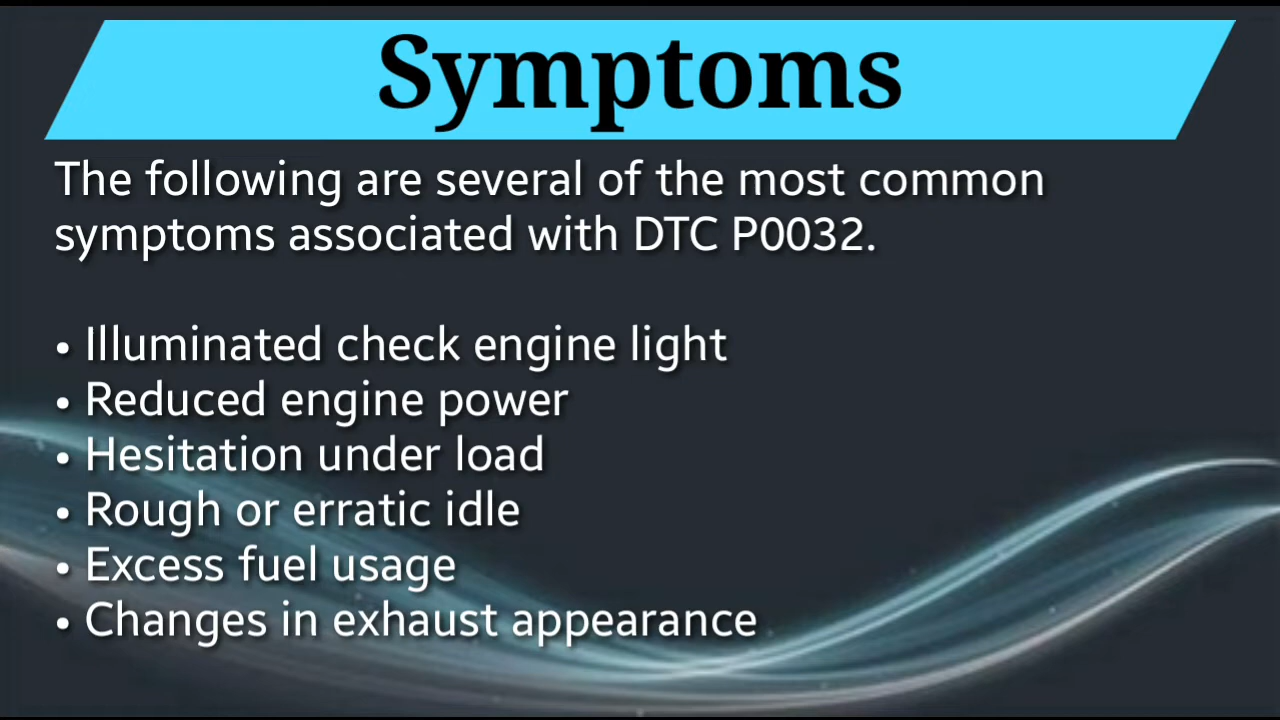 Symptoms
The following are several of the most common
symptoms associated with DTC P0032.
• Illuminated check engine light
• Reduced engine power
• Hesitation under load
• Rough or erratic idle
• Excess fuel usage
• Changes in exhaust appearance